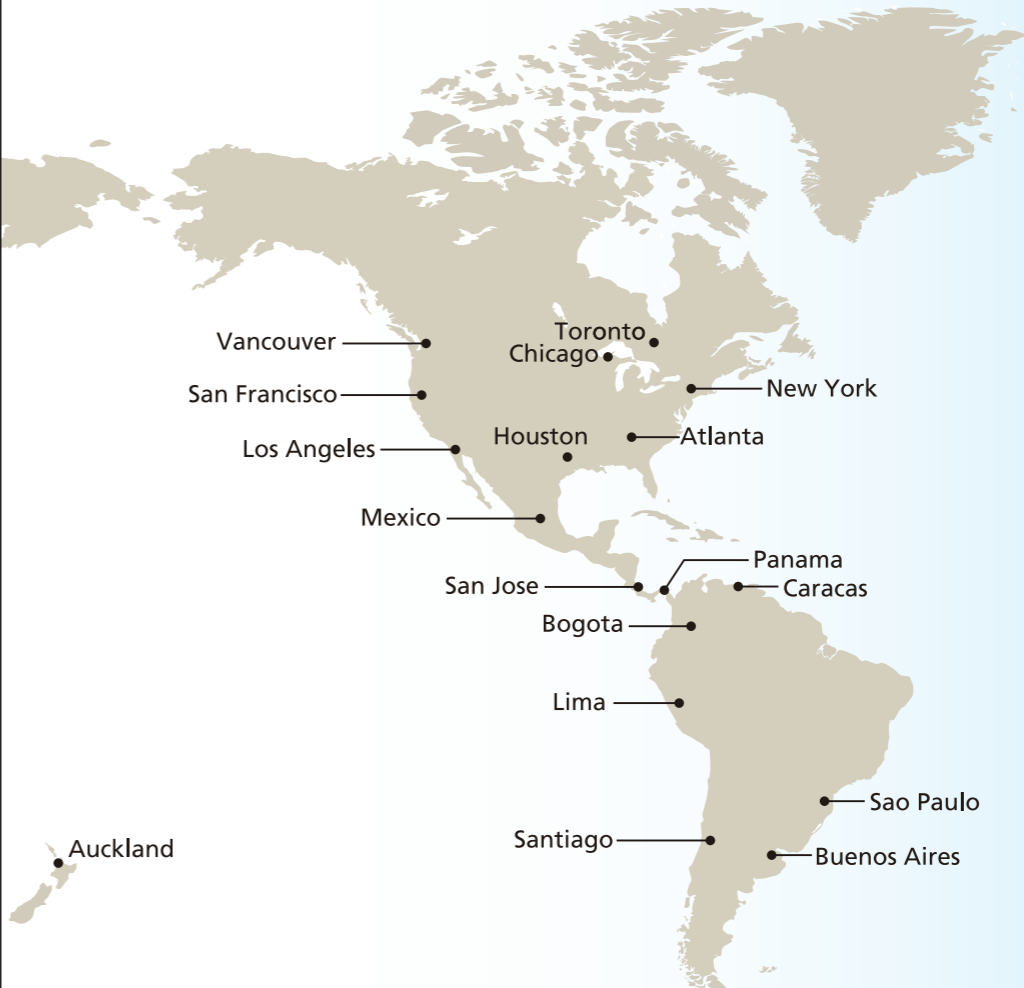 Toronto
Vancouver
Chicago
New York
San Francisco
Houston
Atlanta
Los Angeles
Mexico
Panama
San Jose
Caracas
Bogota
Lima
Sao Paulo
Santiago
Auckland
Buenos Aires